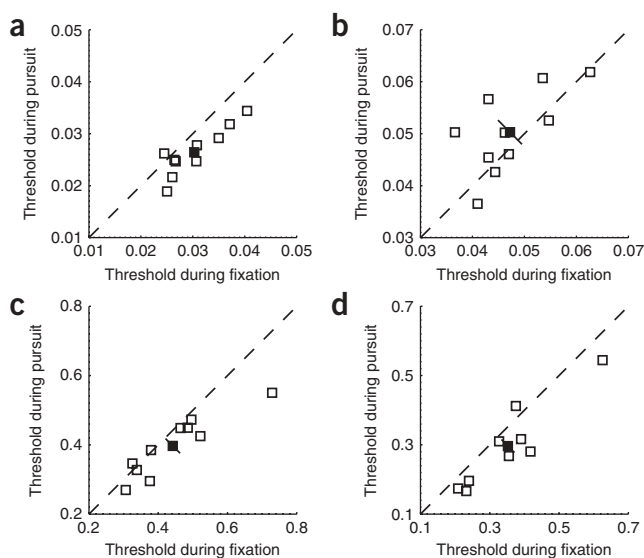 a
b
0.05
0.04
0.03
0.02
0.01
Threshold during pursuit
0.01 0.02 0.03 0.04 0.05
Threshold during fixation
0.07
0.06
0.05
0.04
0.03
Threshold during pursuit
0.03 0.04 0.05 0.06 0.07
Threshold during fixation
c
d
0.8
0.6
0.4
0.2
Threshold during pursuit
0.2 0.4 0.6 0.8
Threshold during fixation
0.7
0.5
0.3
0.1
Threshold during pursuit
0.1 0.3 0.5 0.7
Threshold during fixation